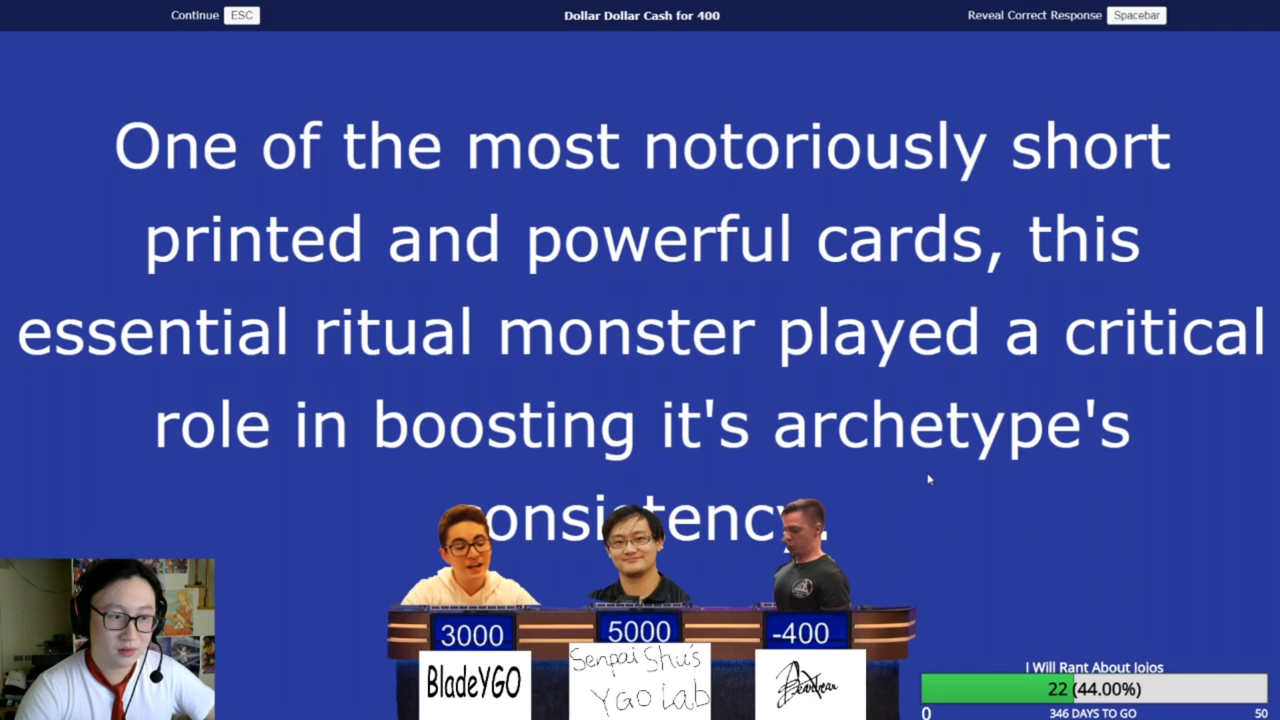 Continue ESC
Dollar Dollar Cash for 400
Reveal Correct Response Spacebar
One of the most notoriously short
printed and powerful cards, this
essential ritual monster played a critical
role in boosting it's archetype's
consistency.
3000
5000
-400
BladeYGO
Senpai Shu's
YGO Lab
I Will Rant About Jojos
22 (44.00%)
0
346 DAYS TO GO
50